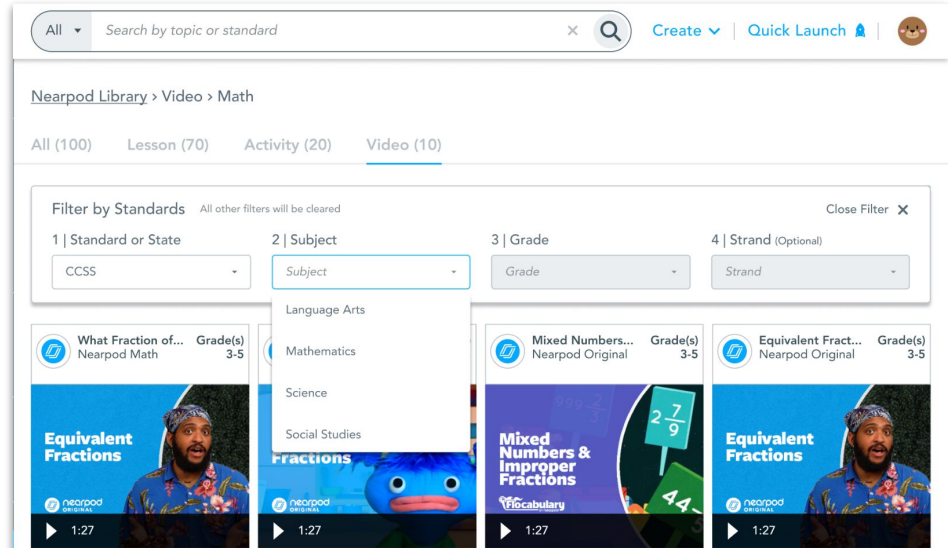 All Search by topic or standard Create Quick Launch
Nearpod Library › Video › Math
All (100) Lesson (70) Activity (20) Video (10)
Filter by Standards All other filters will be cleared Close Filter
1 | Standard or State 2 | Subject 3 | Grade 4 | Strand (Optional)
CCSS Subject Grade Strand
Language Arts
Mathematics
Science
Social Studies
What Fraction of... Grade(s)
Nearpod Math 3-5
Equivalent
Fractions
nearpod
ORIGINAL
1:27
Fractions
nearpod
ORIGINAL
1:27
Mixed Numbers... Grade(s)
Nearpod Original 3-5
2 7/9
44
Mixed
Numbers &
Improper
Fractions
Flocabulary
1:27
Equivalent Fract... Grade(s)
Nearpod Original 3-5
Equivalent
Fractions
nearpod
ORIGINAL
1:27